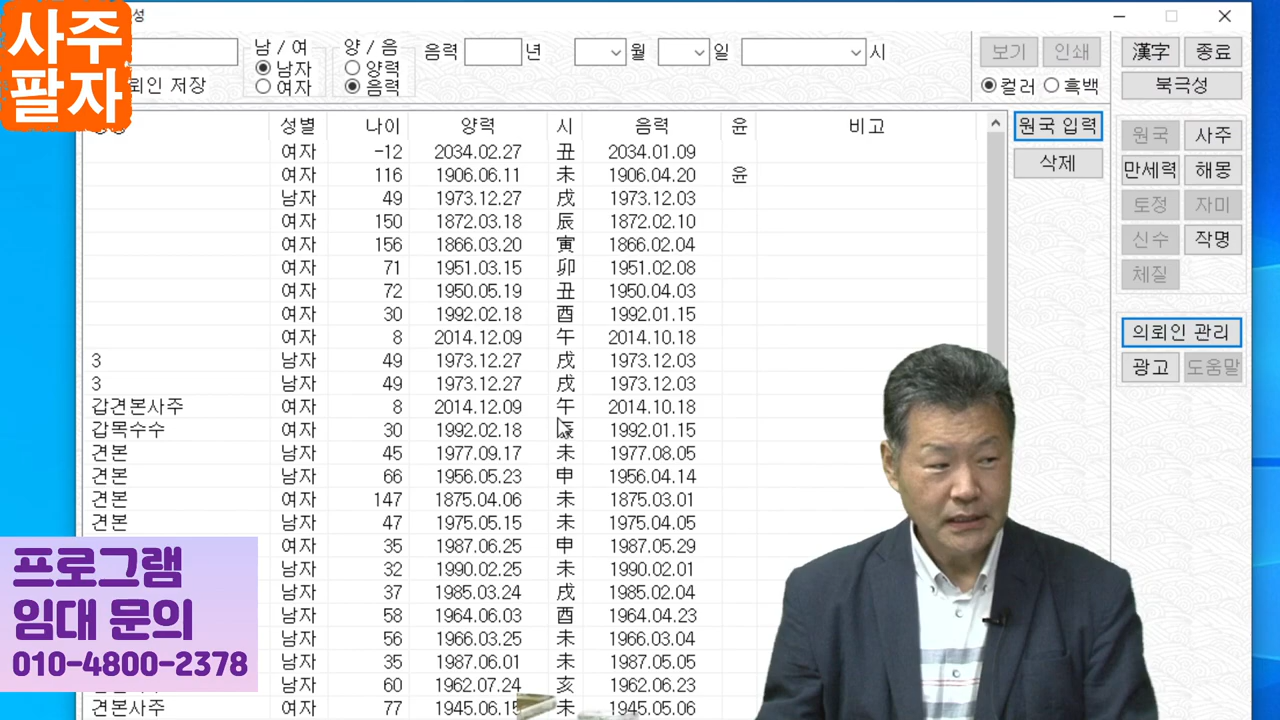 사주
팔자
성
남 / 여
남자
여자
양 / 음
양력
음력
음력 년 월 일 시
뢰인 저장
보기 인쇄
컬러 흑백
漢字 종료
북극성
원국 사주
만세력 해몽
토정 자미
신수 작명
체질
의뢰인 관리
광고 도움말
원국 입력
삭제
성별 나이 양력 시 음력 윤 비고
여자 -12 2034.02.27 丑 2034.01.09
여자 116 1906.06.11 未 1906.04.20 윤
남자 49 1973.12.27 戌 1973.12.03
여자 150 1872.03.18 辰 1872.02.10
여자 156 1866.03.20 寅 1866.02.04
여자 71 1951.03.15 卯 1951.02.08
여자 72 1950.05.19 丑 1950.04.03
여자 30 1992.02.18 酉 1992.01.15
여자 8 2014.12.09 午 2014.10.18
3 남자 49 1973.12.27 戌 1973.12.03
3 남자 49 1973.12.27 戌 1973.12.03
갑견본사주 여자 8 2014.12.09 午 2014.10.18
갑목수수 여자 30 1992.02.18 1992.01.15
견본 남자 45 1977.09.17 未 1977.08.05
견본 남자 66 1956.05.23 申 1956.04.14
견본 여자 147 1875.04.06 未 1875.03.01
견본 남자 47 1975.05.15 未 1975.04.05
여자 35 1987.06.25 申 1987.05.29
남자 32 1990.02.25 未 1990.02.01
남자 37 1985.03.24 戌 1985.02.04
남자 58 1964.06.03 酉 1964.04.23
남자 56 1966.03.25 未 1966.03.04
남자 35 1987.06.01 未 1987.05.05
남자 60 1962.07.24 亥 1962.06.23
견본사주 여자 77 1945.06.15 未 1945.05.06
프로그램
임대 문의
010-4800-2378